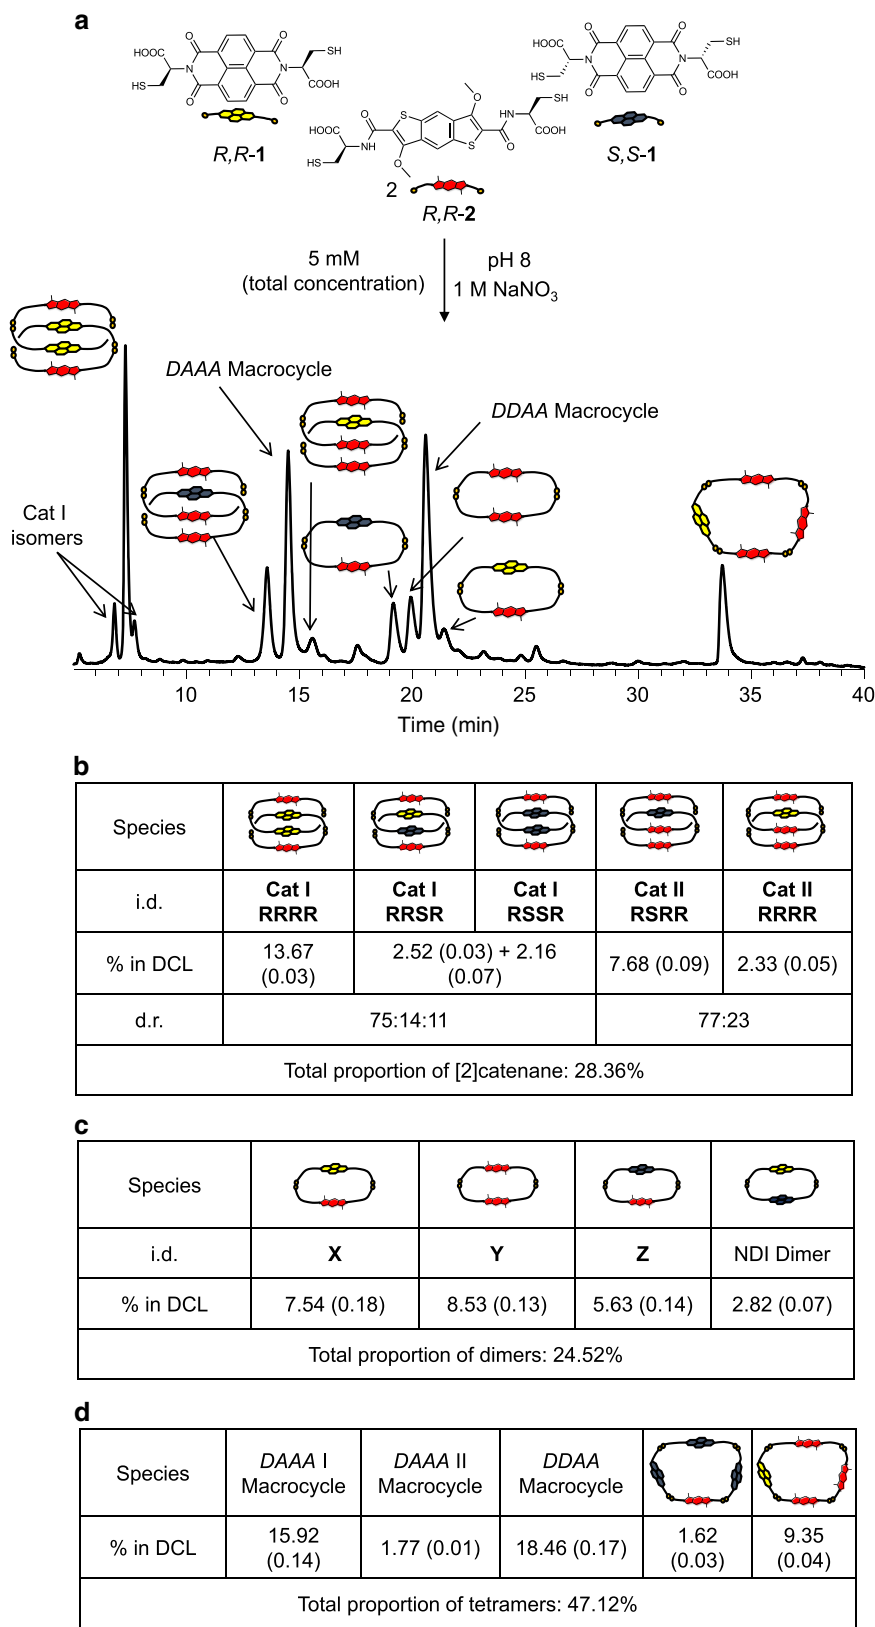 a
O
O
HOOC
SH
N
N
HS
COOH
O
O
R,R-1
O
O
HOOC
SH
N
N
HS
COOH
O
O
S,S-1
O
SH
O
S
HN
HOOC
COOH
NH
S
O
HS
O
2
R,R-2
5 mM
(total concentration)
pH 8
1 M NaNO3
DAAA Macrocycle
DDAA Macrocycle
Cat I
isomers
10 15 20 25 30 35 40
Time (min)
b
Species
i.d. Cat I RRRR Cat I RRSR Cat I RSSR Cat II RSRR Cat II RRRR
% in DCL 13.67 (0.03) 2.52 (0.03) + 2.16 (0.07) 7.68 (0.09) 2.33 (0.05)
d.r. 75:14:11 77:23
Total proportion of [2]catenane: 28.36%
c
Species
i.d. X Y Z NDI Dimer
% in DCL 7.54 (0.18) 8.53 (0.13) 5.63 (0.14) 2.82 (0.07)
Total proportion of dimers: 24.52%
d
Species DAAA I Macrocycle DAAA II Macrocycle DDAA Macrocycle
% in DCL 15.92 (0.14) 1.77 (0.01) 18.46 (0.17) 1.62 (0.03) 9.35 (0.04)
Total proportion of tetramers: 47.12%